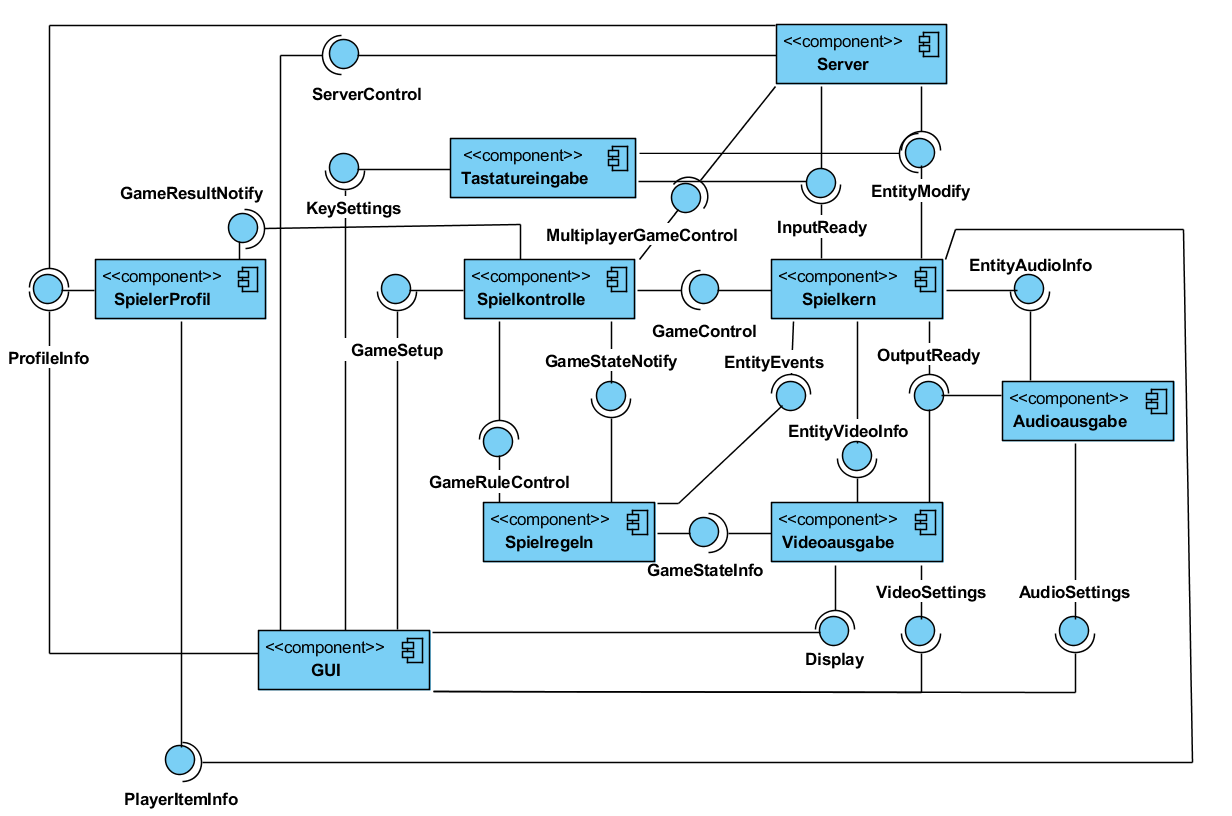 <<component>>
Server
ServerControl
<<component>>
Tastatureingabe
GameResultNotify
KeySettings
EntityModify
MultiplayerGameControl
InputReady
<<component>>
SpielerProfil
<<component>>
Spielkontrolle
<<component>>
Spielkern
EntityAudioInfo
GameControl
ProfileInfo
GameSetup
GameStateNotify
EntityEvents
OutputReady
<<component>>
Audioausgabe
EntityVideoInfo
GameRuleControl
<<component>>
Spielregeln
<<component>>
Videoausgabe
GameStateInfo
VideoSettings
AudioSettings
<<component>>
GUI
Display
PlayerItemInfo